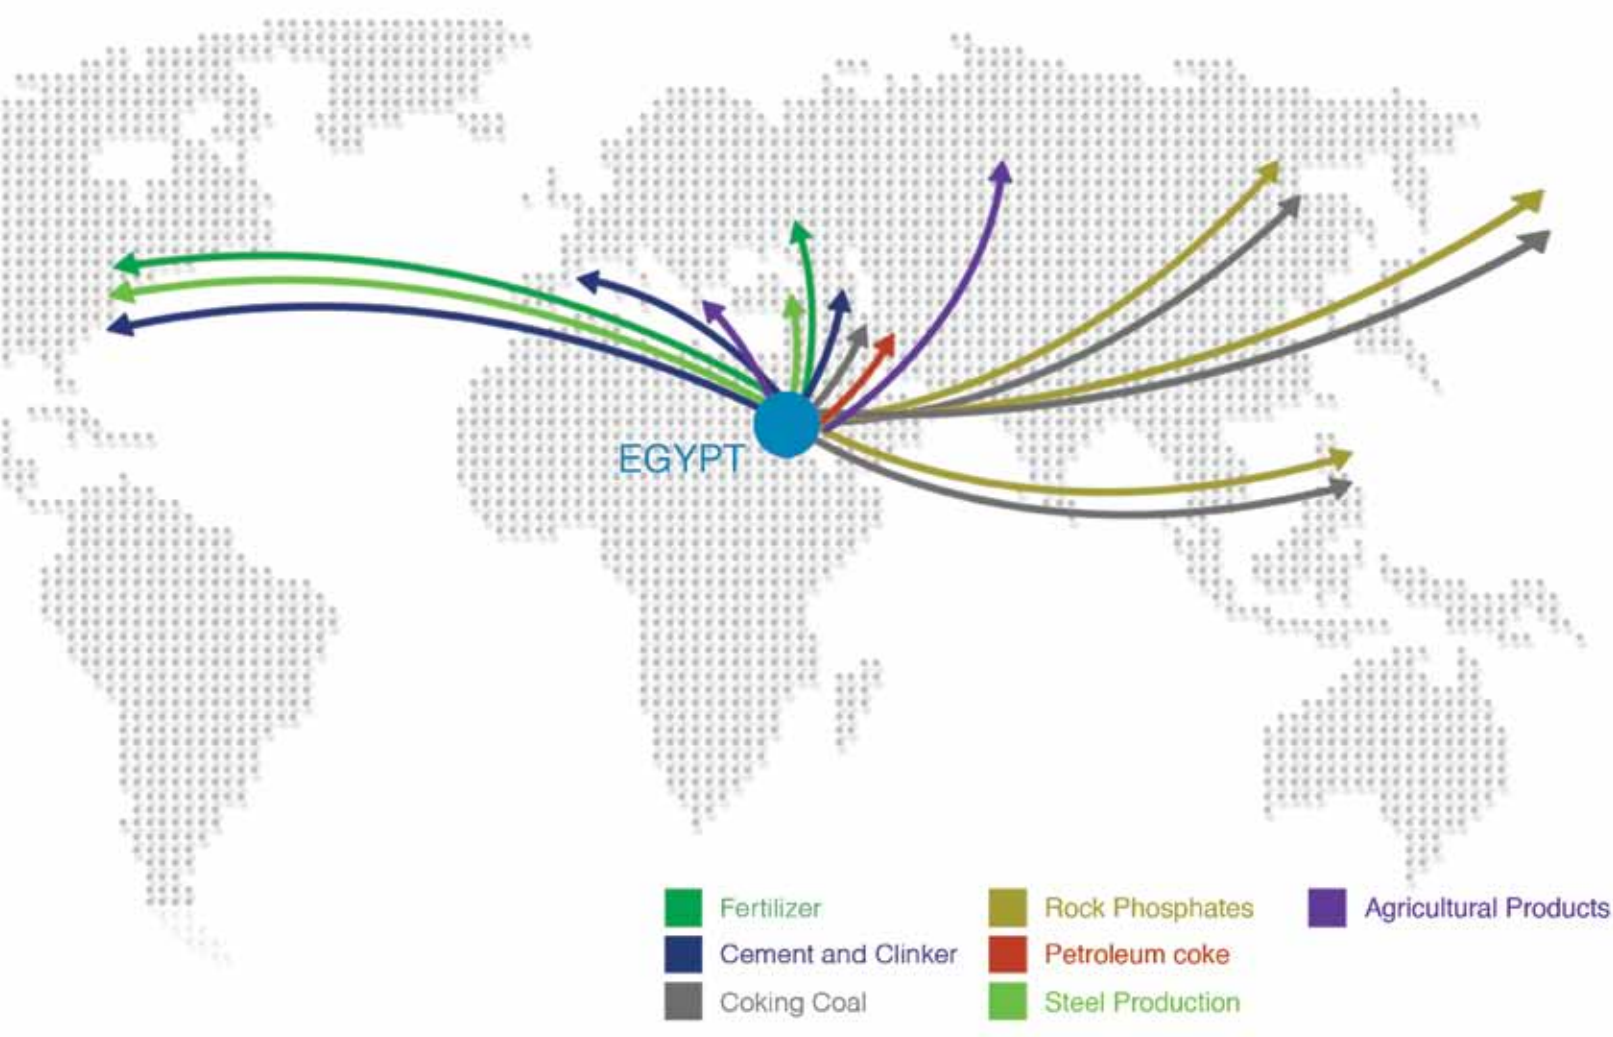 EGYPT
Fertilizer
Cement and Clinker
Coking Coal
Rock Phosphates
Petroleum coke
Steel Production
Agricultural Products